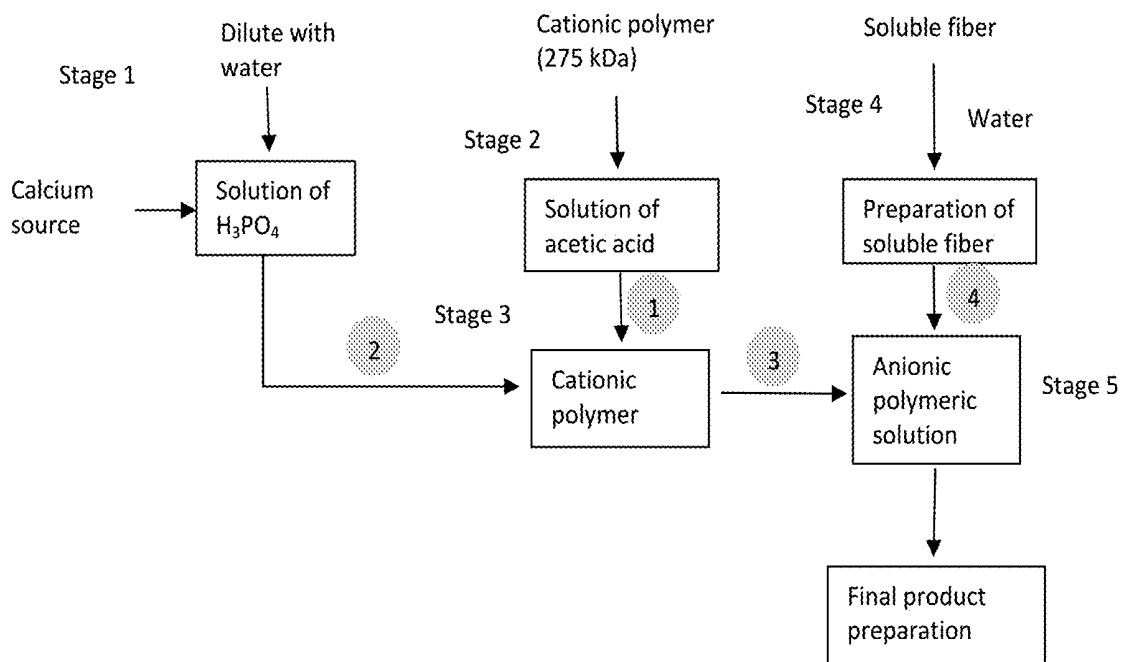 Stage 1
Dilute with
water
Calcium
source
Solution of
H₃PO₄
2
Cationic polymer
(275 kDa)
Stage 2
Solution of
acetic acid
1
Stage 3
Cationic
polymer
3
Soluble fiber
Stage 4
Water
Preparation of
soluble fiber
4
Anionic
polymeric
solution
Stage 5
Final product
preparation